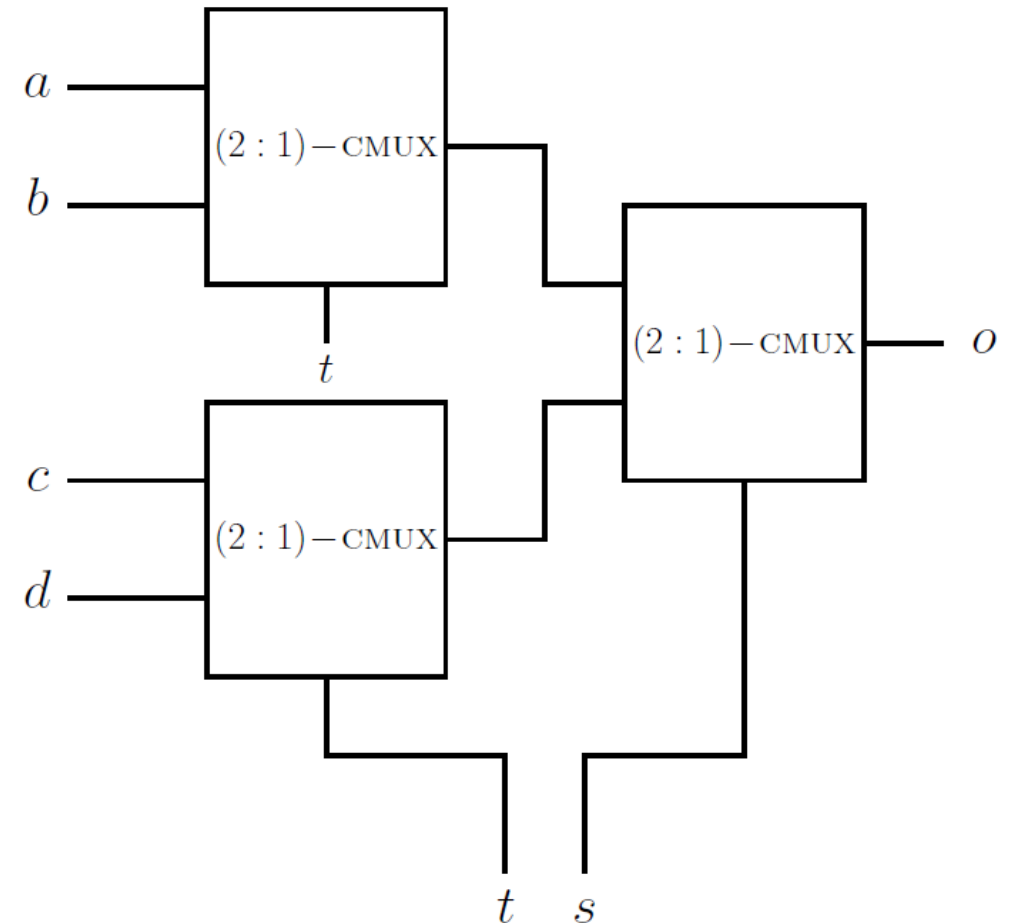 a
(2 : 1) – CMUX
b
t
(2 : 1) – CMUX
o
c
(2 : 1) – CMUX
d
t
s